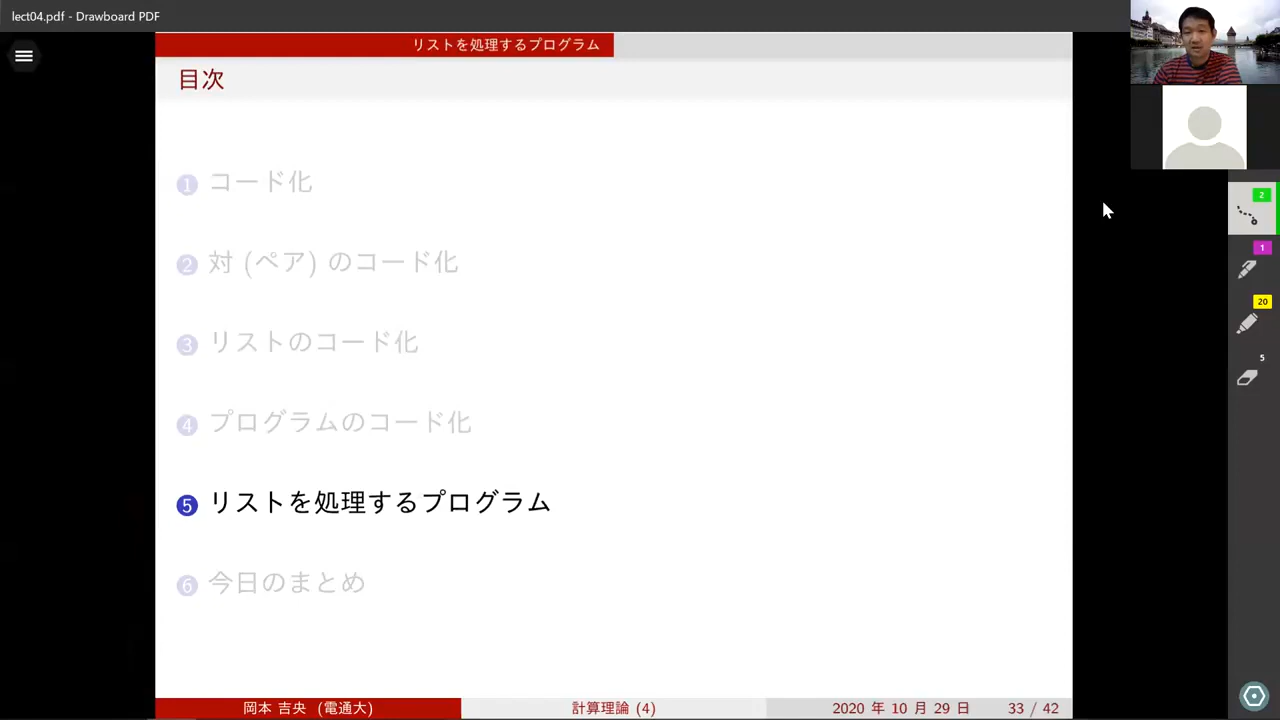 lect04.pdf - Drawboard PDF
リストを処理するプログラム
目次
1 コード化
2 対 (ペア) のコード化
3 リストのコード化
4 プログラムのコード化
5 リストを処理するプログラム
6 今日のまとめ
2
1
20
5
岡本 吉央 (電通大)
計算理論 (4)
2020 年 10 月 29 日 33 / 42